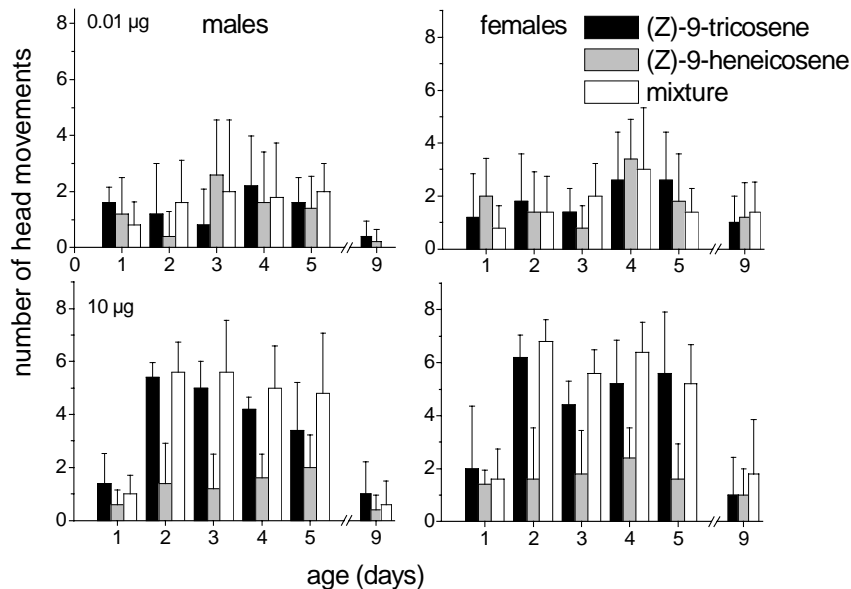 0.01 µg
males
females
(Z)-9-tricosene
(Z)-9-heneicosene
mixture
number of head movements
8
6
4
2
0
0 1 2 3 4 5 9
8
6
4
2
0
1 2 3 4 5 9
10 µg
8
6
4
2
0
1 2 3 4 5 9
8
6
4
2
0
1 2 3 4 5 9
age (days)